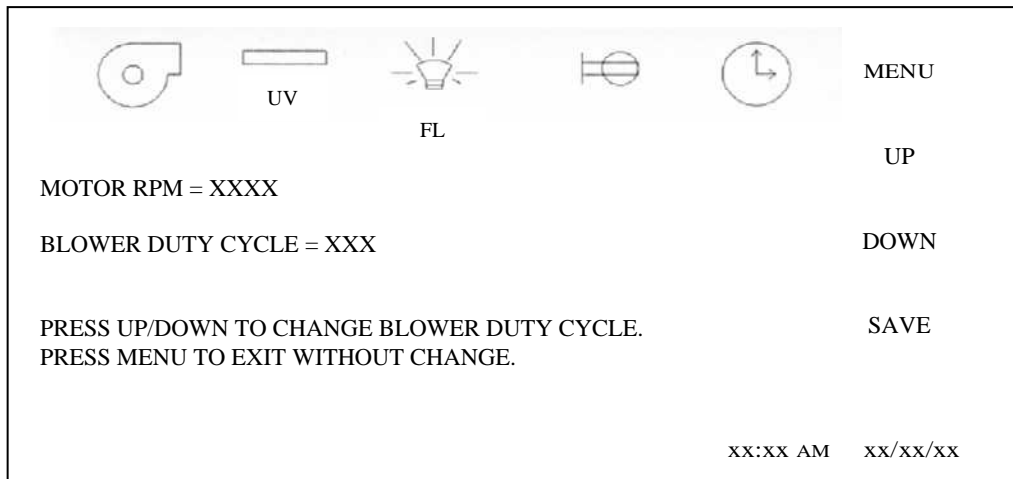 MENU
UV
FL
UP
MOTOR RPM = XXXX
BLOWER DUTY CYCLE = XXX
DOWN
PRESS UP/DOWN TO CHANGE BLOWER DUTY CYCLE.
SAVE
PRESS MENU TO EXIT WITHOUT CHANGE.
xx:xx AM xx/xx/xx